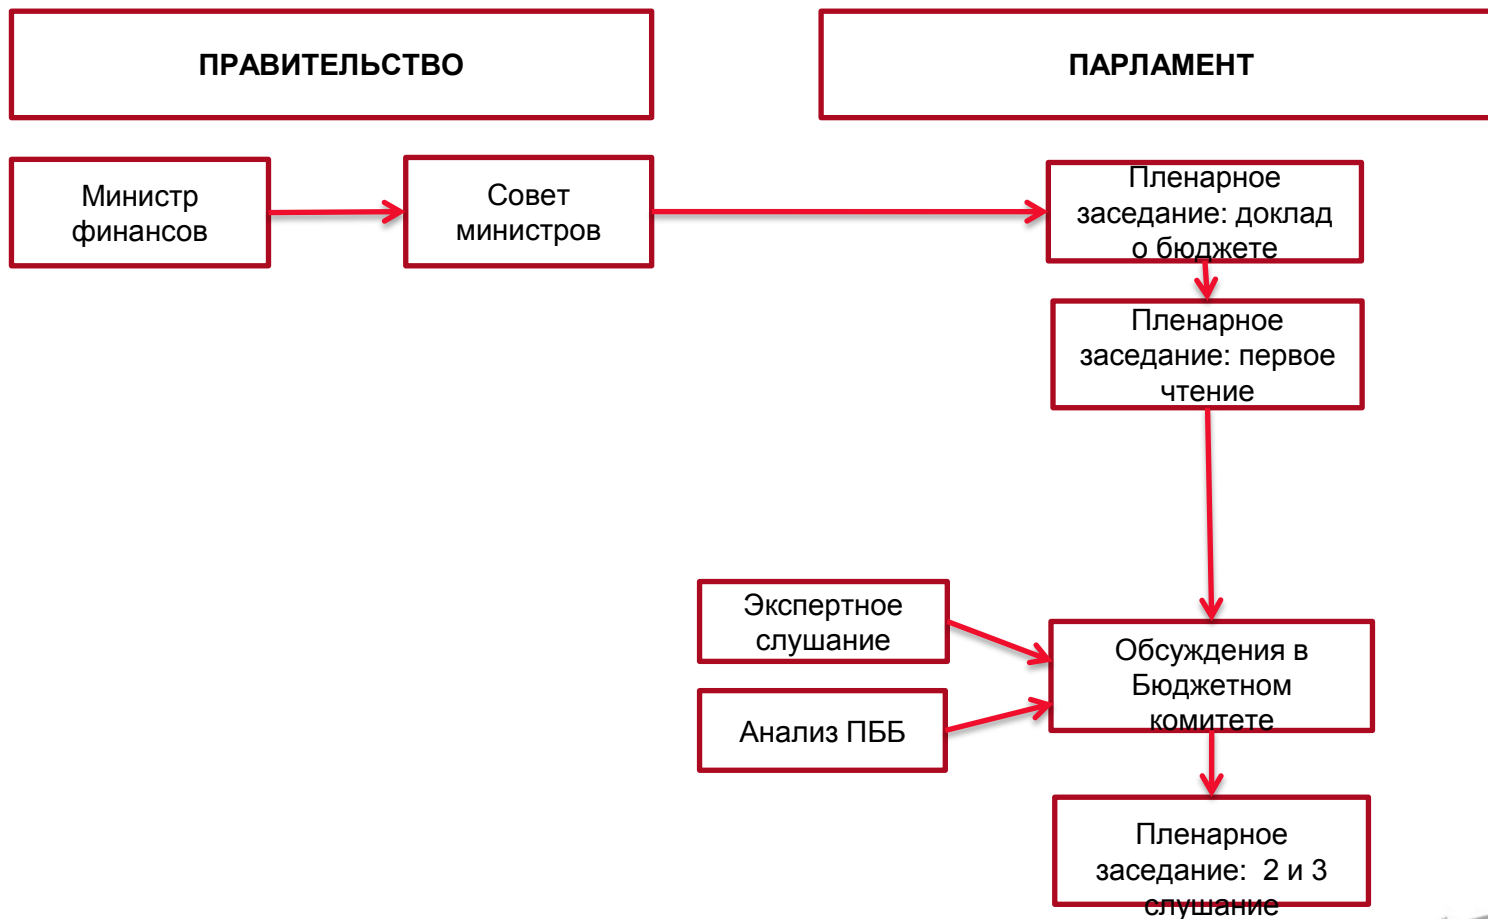 ПРАВИТЕЛЬСТВО
ПАРЛАМЕНТ
Министр
финансов
Совет
министров
Пленарное
заседание: доклад
о бюджете
Пленарное
заседание: первое
чтение
Экспертное
слушание
Анализ ПББ
Обсуждения в
Бюджетном
комитете
Пленарное
заседание: 2 и 3
слушание